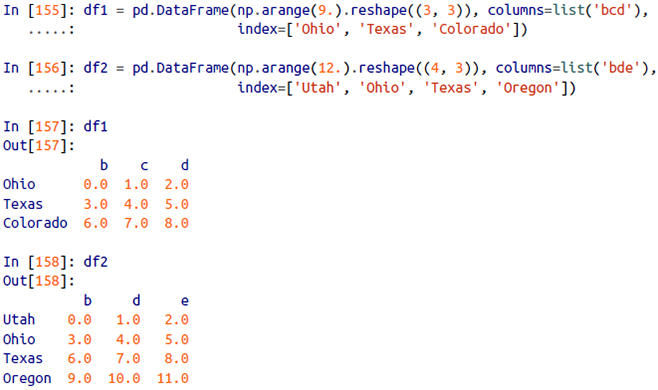 In [155]: df1 = pd.DataFrame(np.arange(9.).reshape((3, 3)), columns=list('bcd'),
   .....:                    index=['Ohio', 'Texas', 'Colorado'])
In [156]: df2 = pd.DataFrame(np.arange(12.).reshape((4, 3)), columns=list('bde'),
   .....:                    index=['Utah', 'Ohio', 'Texas', 'Oregon'])
In [157]: df1
Out[157]:
            b    c    d
Ohio      0.0  1.0  2.0
Texas     3.0  4.0  5.0
Colorado  6.0  7.0  8.0
In [158]: df2
Out[158]:
          b     d     e
Utah    0.0   1.0   2.0
Ohio    3.0   4.0   5.0
Texas   6.0   7.0   8.0
Oregon  9.0  10.0  11.0